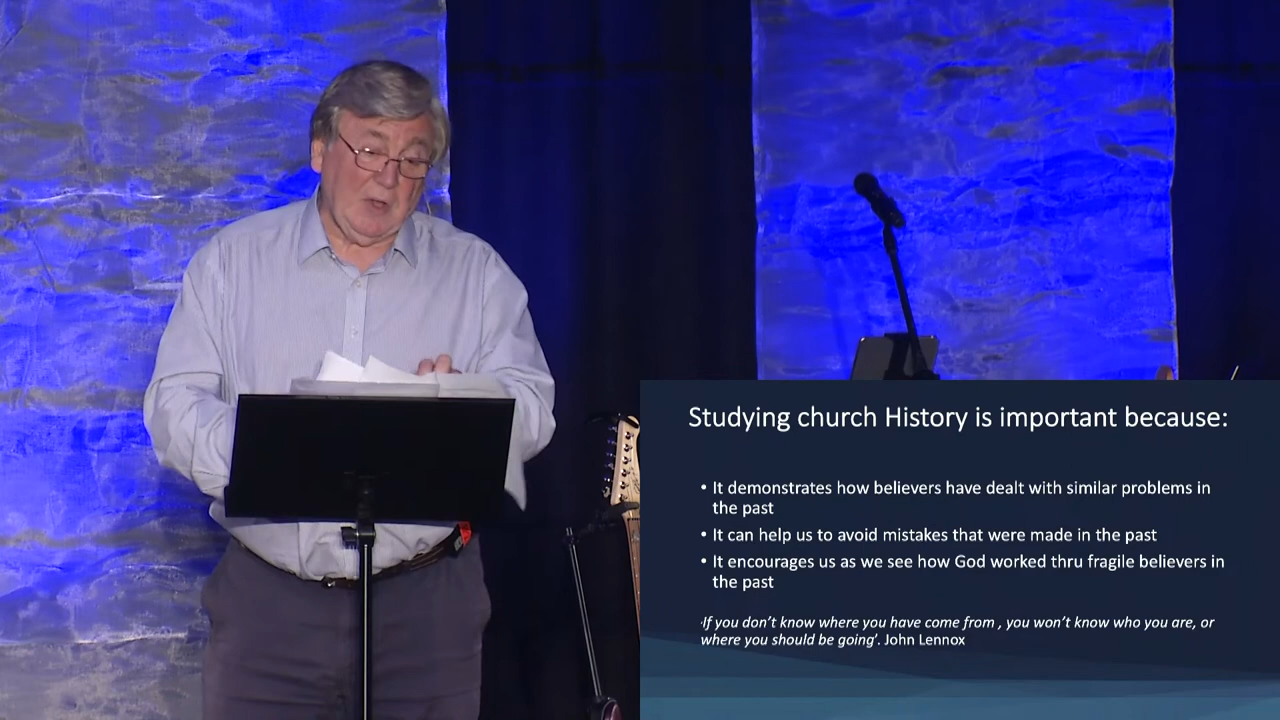 Studying church History is important because:
• It demonstrates how believers have dealt with similar problems in
the past
• It can help us to avoid mistakes that were made in the past
• It encourages us as we see how God worked thru fragile believers in
the past
‘If you don’t know where you have come from , you won’t know who you are, or
where you should be going’. John Lennox